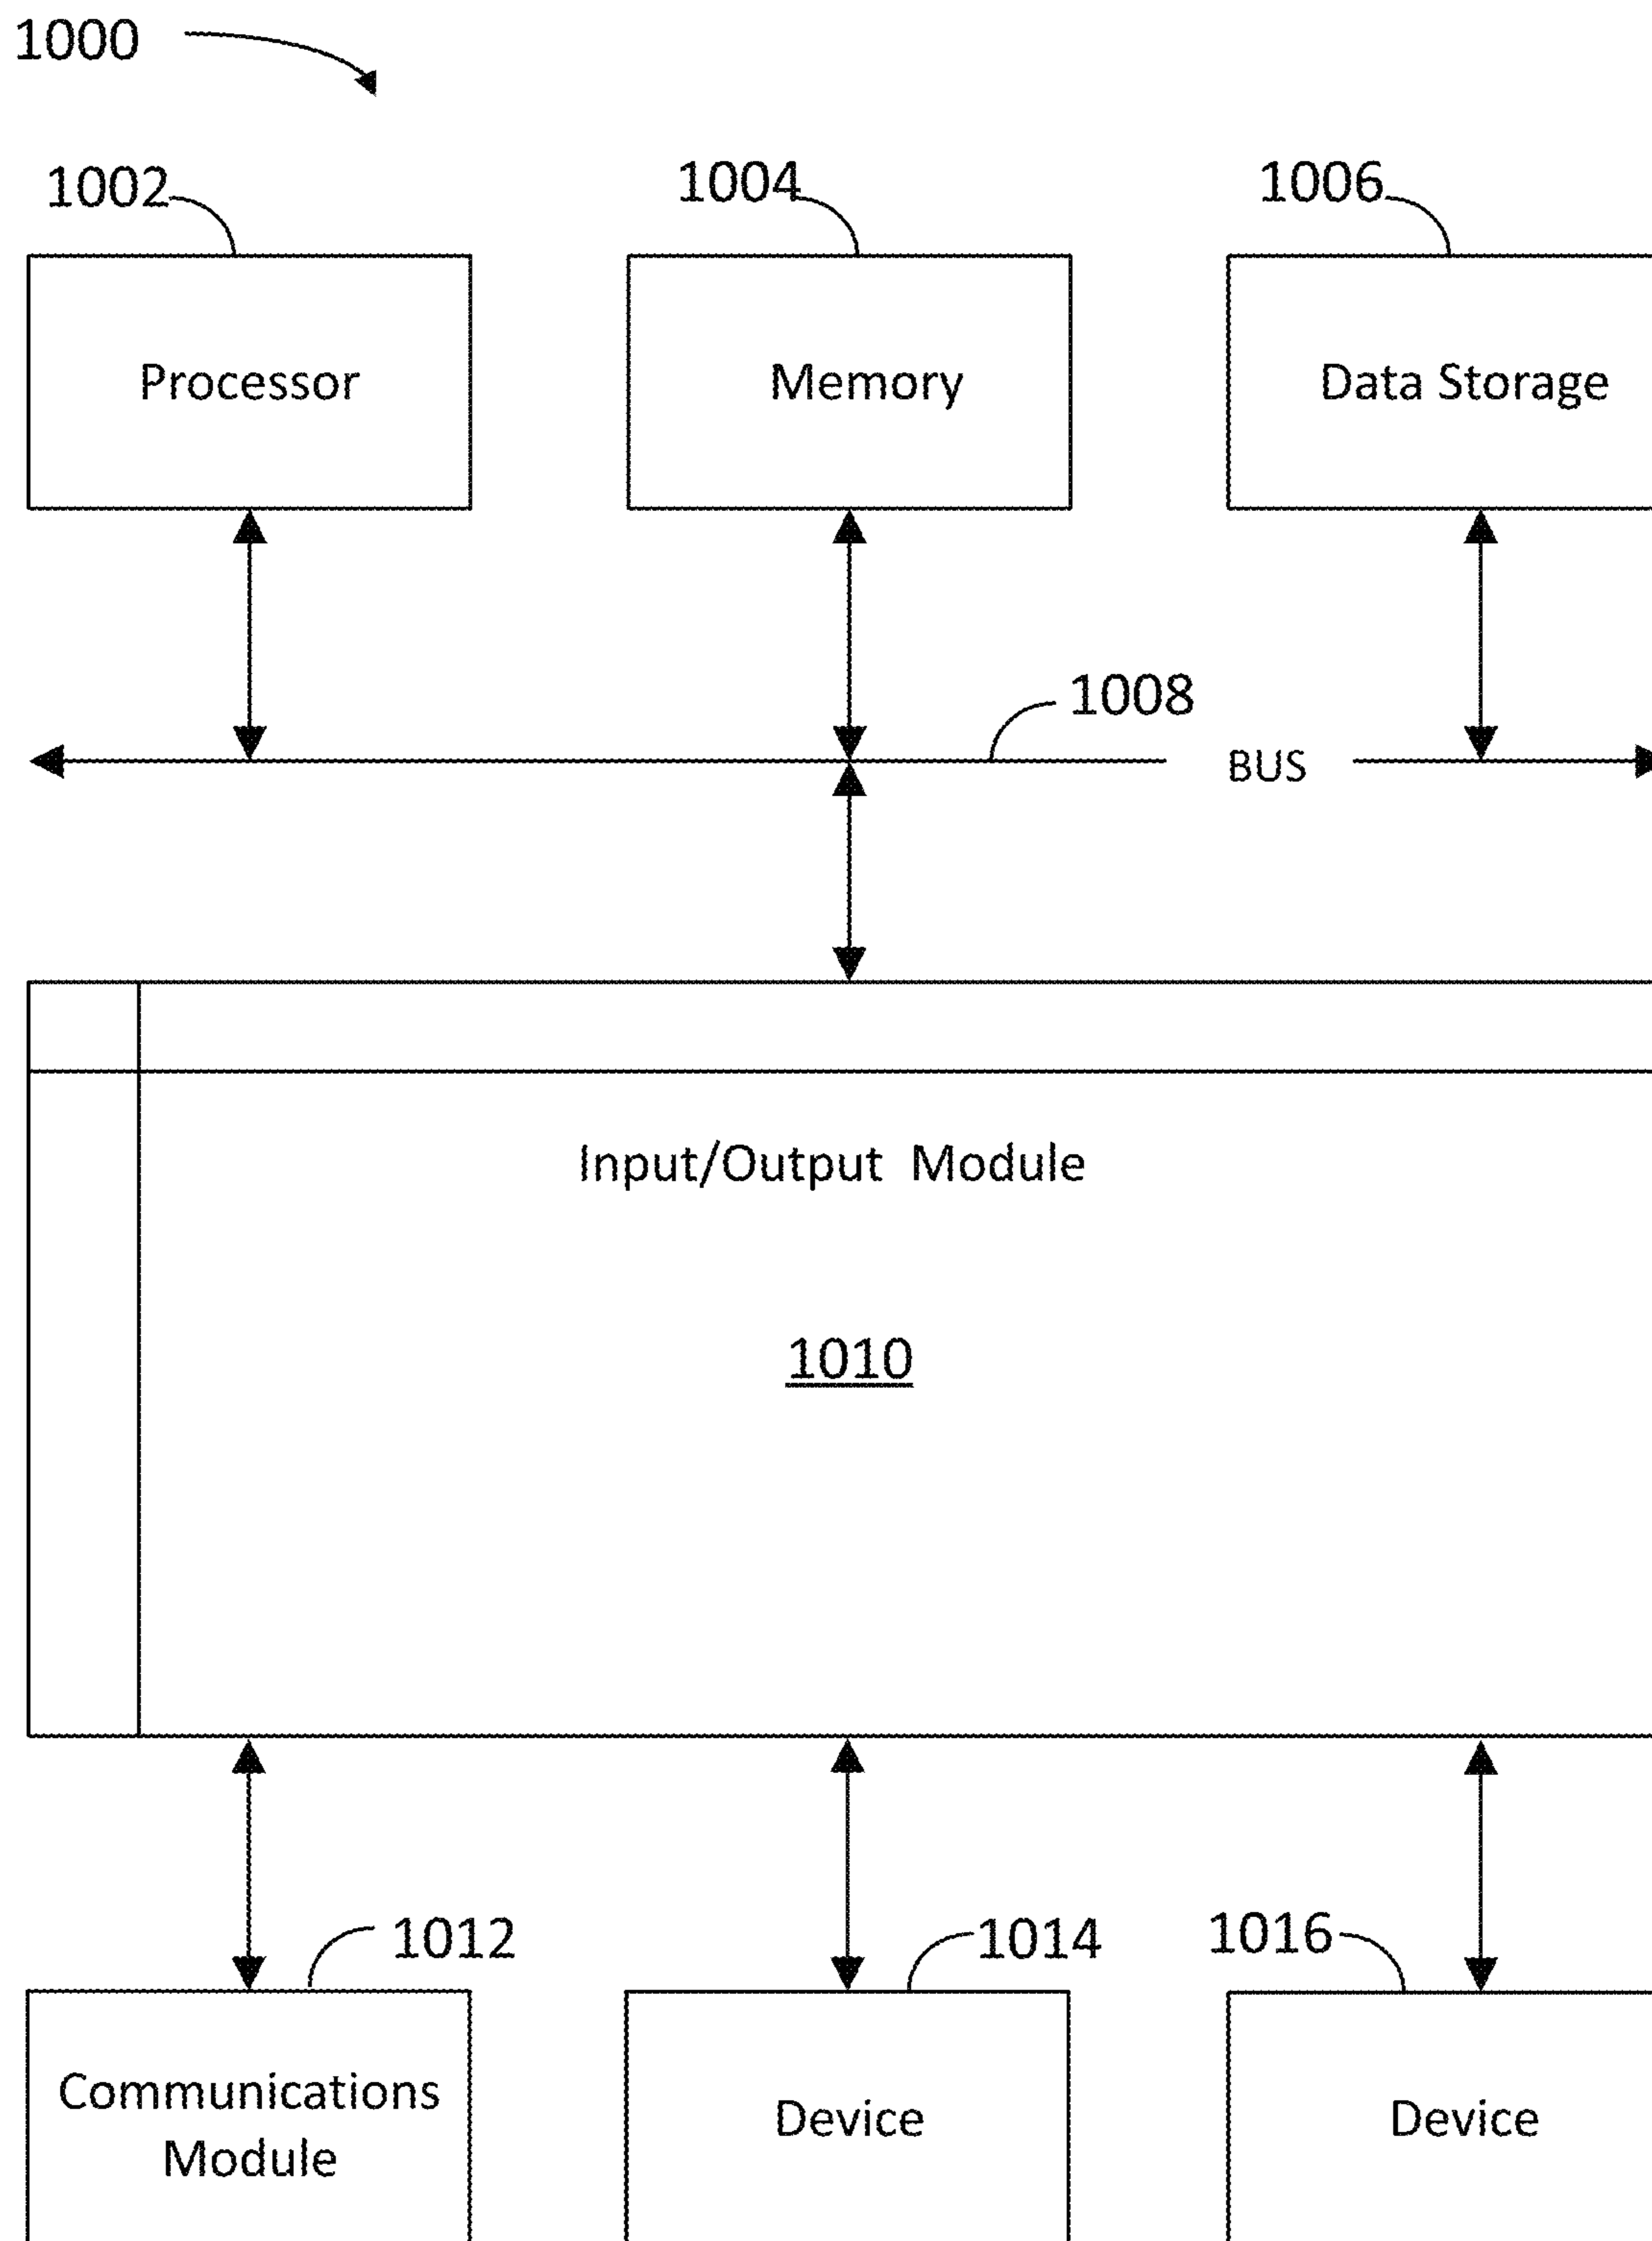 1000
1002
1004
1006
Processor
Memory
Data Storage
1008
BUS
Input/Output Module
1010
1012
1014
1016
Communications
Module
Device
Device